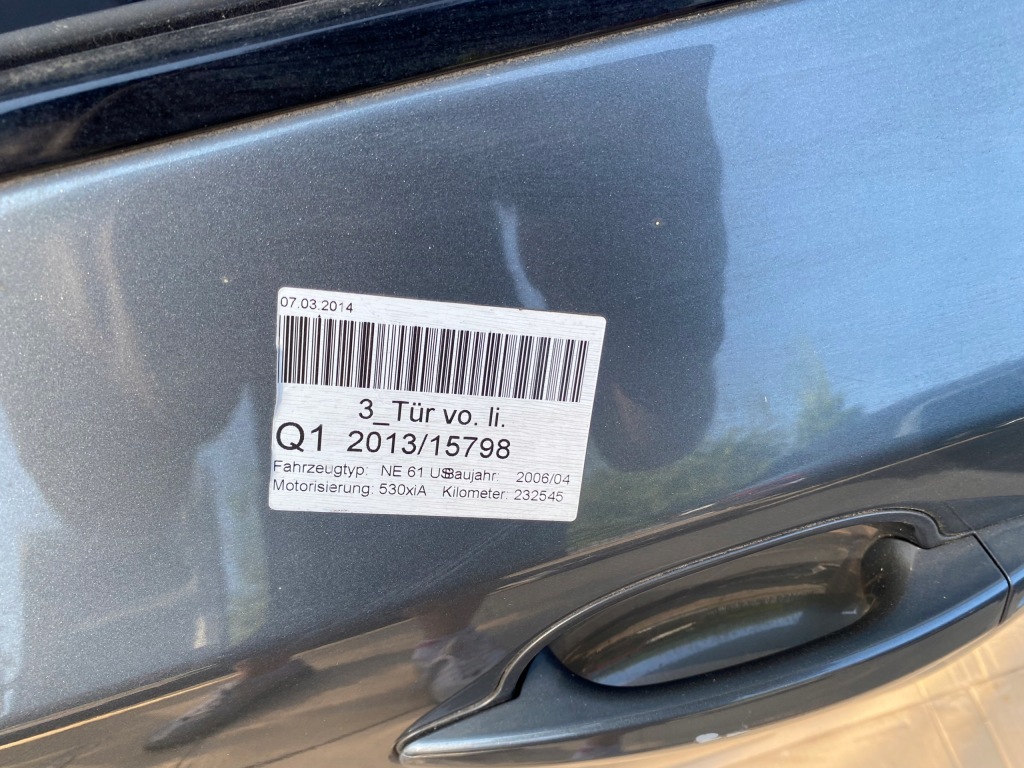 07.03.2014
3_Tür vo. li.
Q1 2013/15798
Fahrzeugtyp: NE 61 US Baujahr: 2006/04
Motorisierung: 530xiA Kilometer: 232545